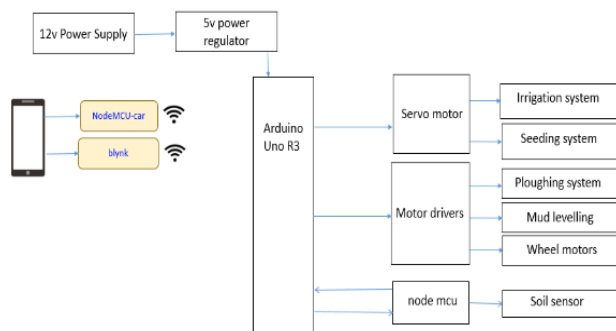 12v Power Supply
5v power
regulator
NodeMCU-car
blynk
Arduino
Uno R3
Servo motor
Irrigation system
Seeding system
Motor drivers
Ploughing system
Mud levelling
Wheel motors
node mcu
Soil sensor